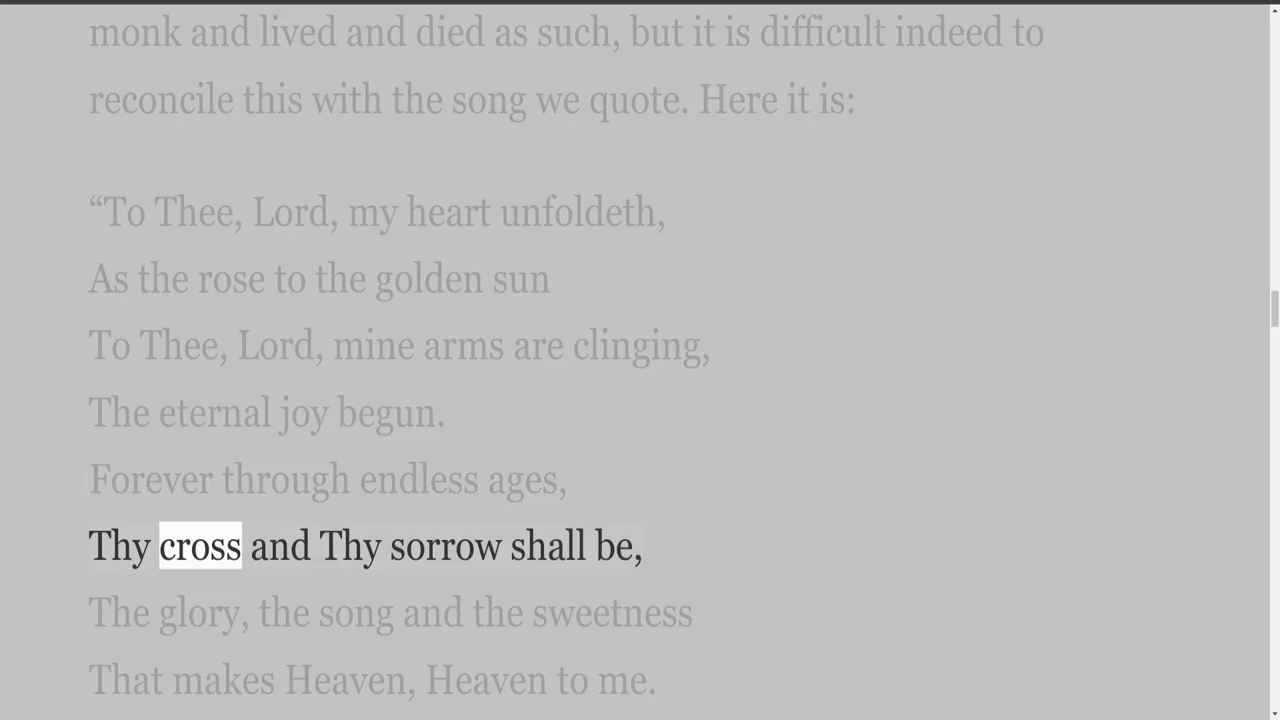 monk and lived and died as such, but it is difficult indeed to
reconcile this with the song we quote. Here it is:
“To Thee, Lord, my heart unfoldeth,
As the rose to the golden sun
To Thee, Lord, mine arms are clinging,
The eternal joy begun.
Forever through endless ages,
Thy cross and Thy sorrow shall be,
The glory, the song and the sweetness
That makes Heaven, Heaven to me.